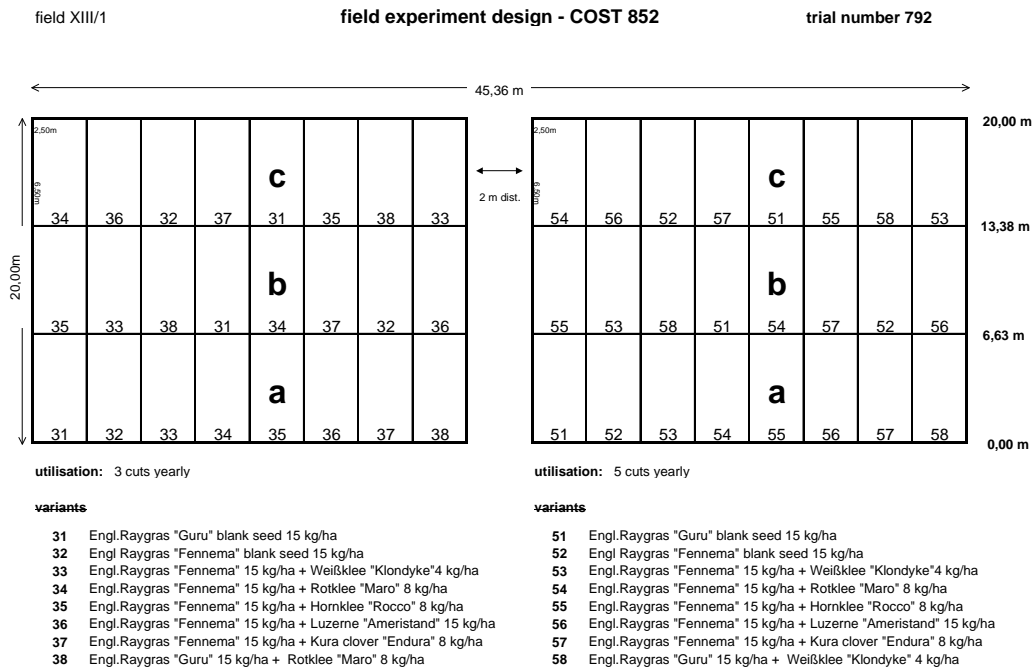 field XIII/1 field experiment design - COST 852 trial number 792
45,36 m
2,50m 2,50m 20,00 m
c c
6,50m 2 m dist. 6,50m
34 36 32 37 31 35 38 33 54 56 52 57 51 55 58 53
13,38 m
20,00m
b b
35 33 38 31 34 37 32 36 55 53 58 51 54 57 52 56
6,63 m
a a
31 32 33 34 35 36 37 38 51 52 53 54 55 56 57 58
0,00 m
utilisation: 3 cuts yearly
variants
31 Engl.Raygras "Guru" blank seed 15 kg/ha
32 Engl Raygras "Fennema" blank seed 15 kg/ha
33 Engl.Raygras "Fennema" 15 kg/ha + Weißklee "Klondyke"4 kg/ha
34 Engl.Raygras "Fennema" 15 kg/ha + Rotklee "Maro" 8 kg/ha
35 Engl.Raygras "Fennema" 15 kg/ha + Hornklee "Rocco" 8 kg/ha
36 Engl.Raygras "Fennema" 15 kg/ha + Luzerne "Ameristand" 15 kg/ha
37 Engl.Raygras "Fennema" 15 kg/ha + Kura clover "Endura" 8 kg/ha
38 Engl.Raygras "Guru" 15 kg/ha + Rotklee "Maro" 8 kg/ha
utilisation: 5 cuts yearly
variants
51 Engl.Raygras "Guru" blank seed 15 kg/ha
52 Engl Raygras "Fennema" blank seed 15 kg/ha
53 Engl.Raygras "Fennema" 15 kg/ha + Weißklee "Klondyke"4 kg/ha
54 Engl.Raygras "Fennema" 15 kg/ha + Rotklee "Maro" 8 kg/ha
55 Engl.Raygras "Fennema" 15 kg/ha + Hornklee "Rocco" 8 kg/ha
56 Engl.Raygras "Fennema" 15 kg/ha + Luzerne "Ameristand" 15 kg/ha
57 Engl.Raygras "Fennema" 15 kg/ha + Kura clover "Endura" 8 kg/ha
58 Engl.Raygras "Guru" 15 kg/ha + Weißklee "Klondyke" 4 kg/ha